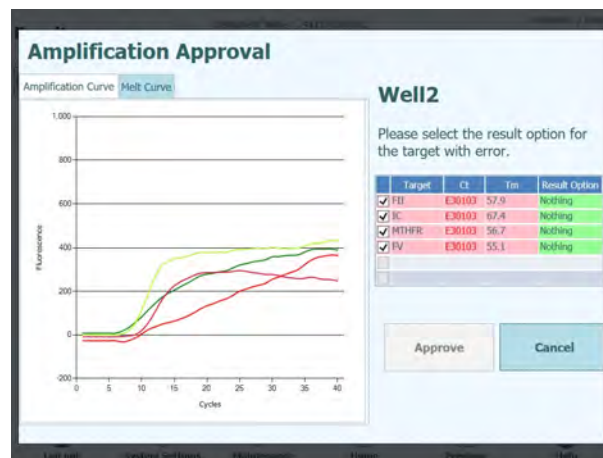 Amplification Approval
Amplification Curve
Melt Curve
1,000
800
600
400
200
0
-200
Fluorescence
0 5 10 15 20 25 30 35 40
Cycles
Well2
Please select the result option for
the target with error.
Target Ct Tm Result Option
FII E30103 57.9 Nothing
IC E30103 67.4 Nothing
MTHFR E30103 56.7 Nothing
FV E30103 55.1 Nothing
Approve
Cancel